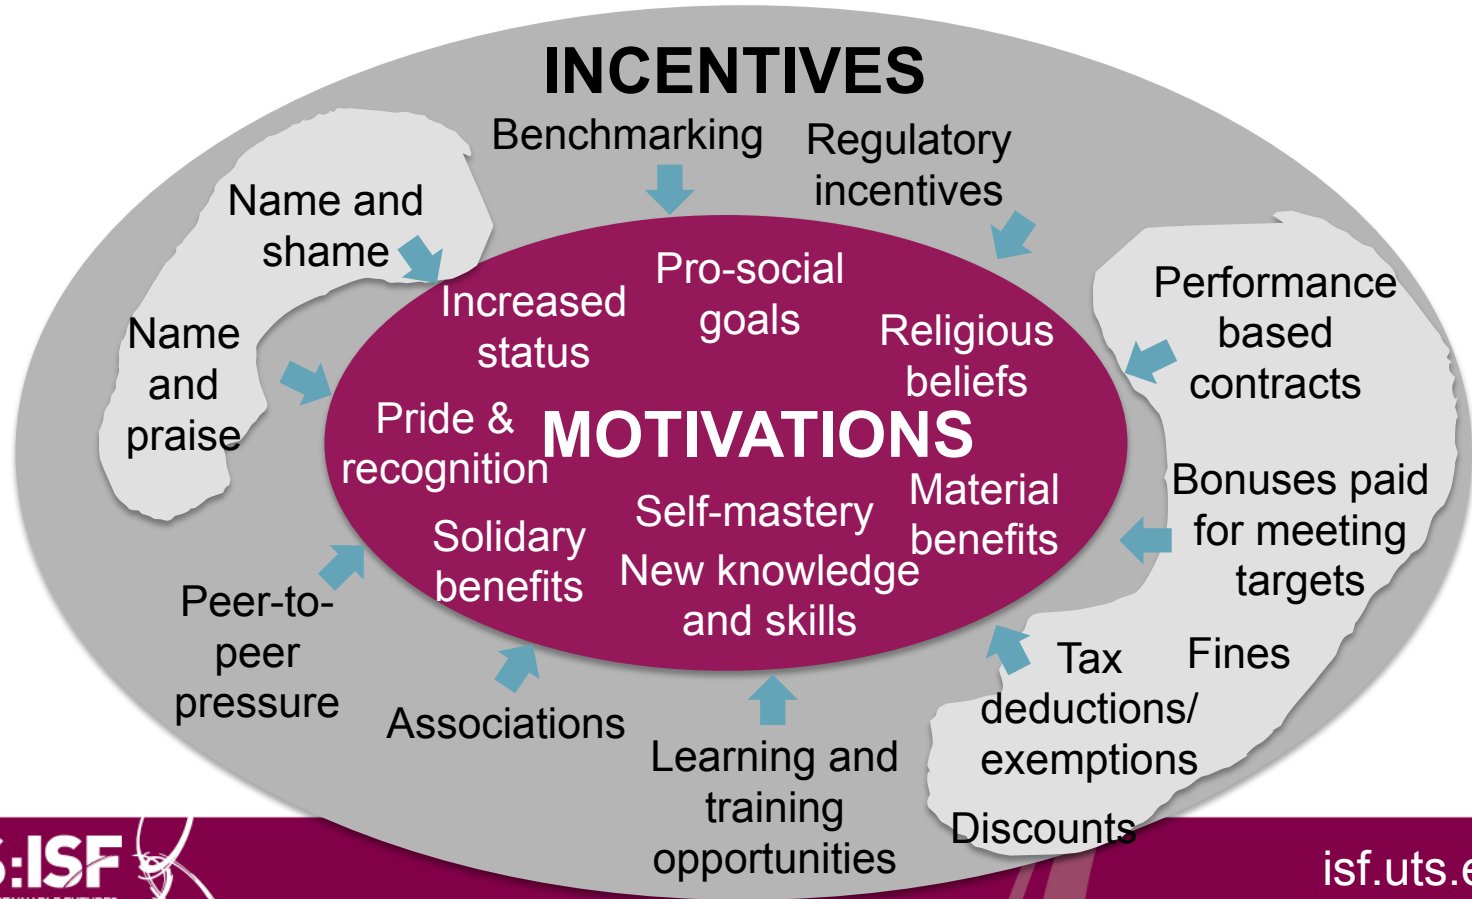 INCENTIVES
Benchmarking
Regulatory
incentives
Name and
shame
Name
and
praise
Performance
based
contracts
Bonuses paid
for meeting
targets
Fines
Tax
deductions/
exemptions
Discounts
Learning and
training
opportunities
Associations
Peer-to-
peer
pressure
Increased
status
Pro-social
goals
Religious
beliefs
Pride &
recognition
MOTIVATIONS
Material
benefits
Self-mastery
Solidary
benefits
New knowledge
and skills
S:ISF
isf.uts.e